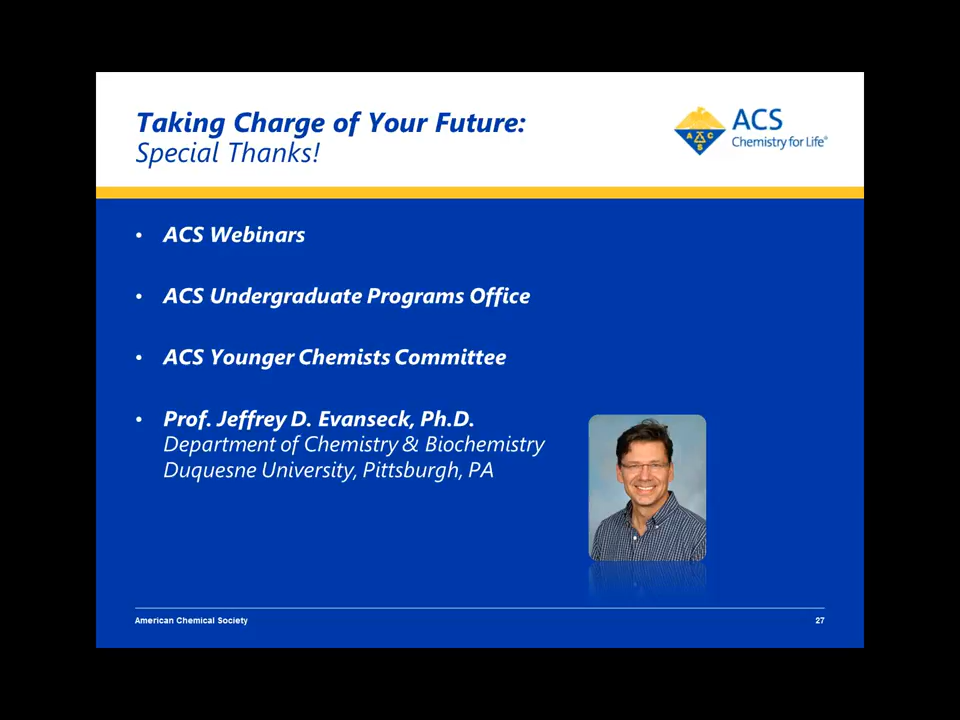 Taking Charge of Your Future:
Special Thanks!
A C S
ACS
Chemistry for Life®
• ACS Webinars
• ACS Undergraduate Programs Office
• ACS Younger Chemists Committee
• Prof. Jeffrey D. Evanseck, Ph.D.
Department of Chemistry & Biochemistry
Duquesne University, Pittsburgh, PA
American Chemical Society
27